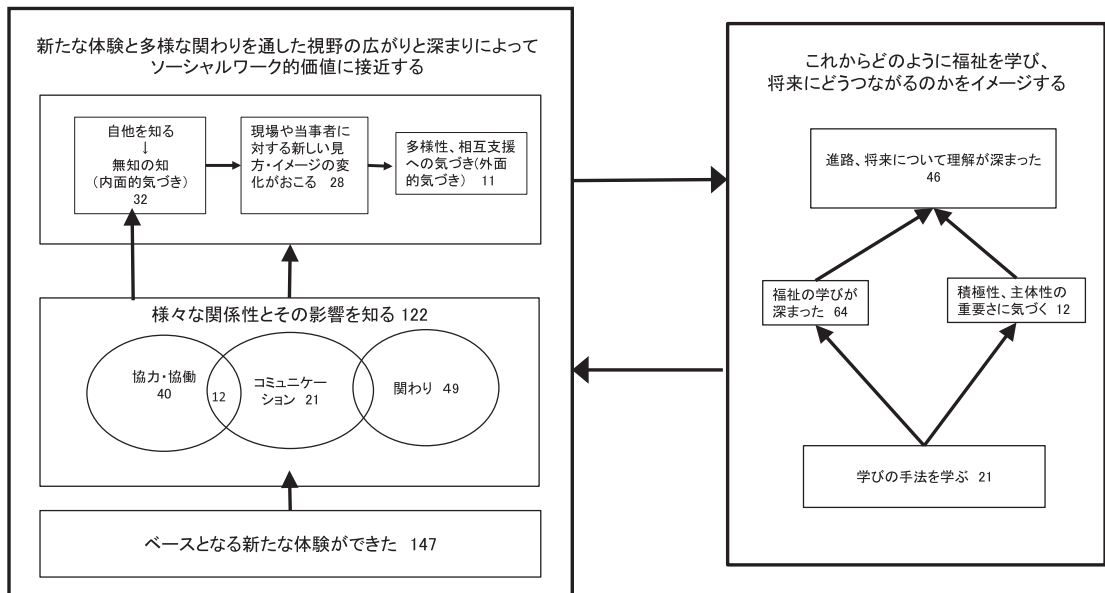 新たな体験と多様な関わりを通した視野の広がりと深まりによって
ソーシャルワーク的価値に接近する
自他を知る
↓
無知の知
(内面的気づき)
32
現場や当事者に
対する新しい見
方・イメージの変
化がおこる 28
多様性、相互支援
への気づき(外面
的気づき) 11
様々な関係性とその影響を知る 122
協力・協働
40
12
コミュニケー
ション 21
関わり 49
ベースとなる新たな体験ができた 147
これからどのように福祉を学び、
将来にどうつながるのかをイメージする
進路、将来について理解が深まった
46
福祉の学びが
深まった 64
積極性、主体性の
重要さに気づく 12
学びの手法を学ぶ 21